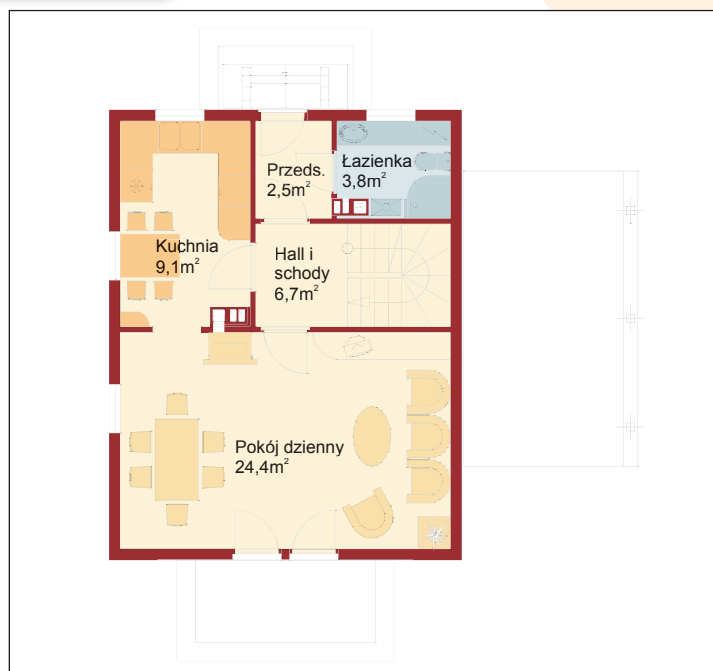 Łazienka
3,8m²
Przeds.
2,5m²
Kuchnia
9,1m²
Hall i
schody
6,7m²
Pokój dzienny
24,4m²